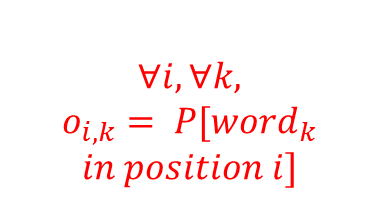 ∀i, ∀k,
o_{i,k} = P[word_k
in position i]